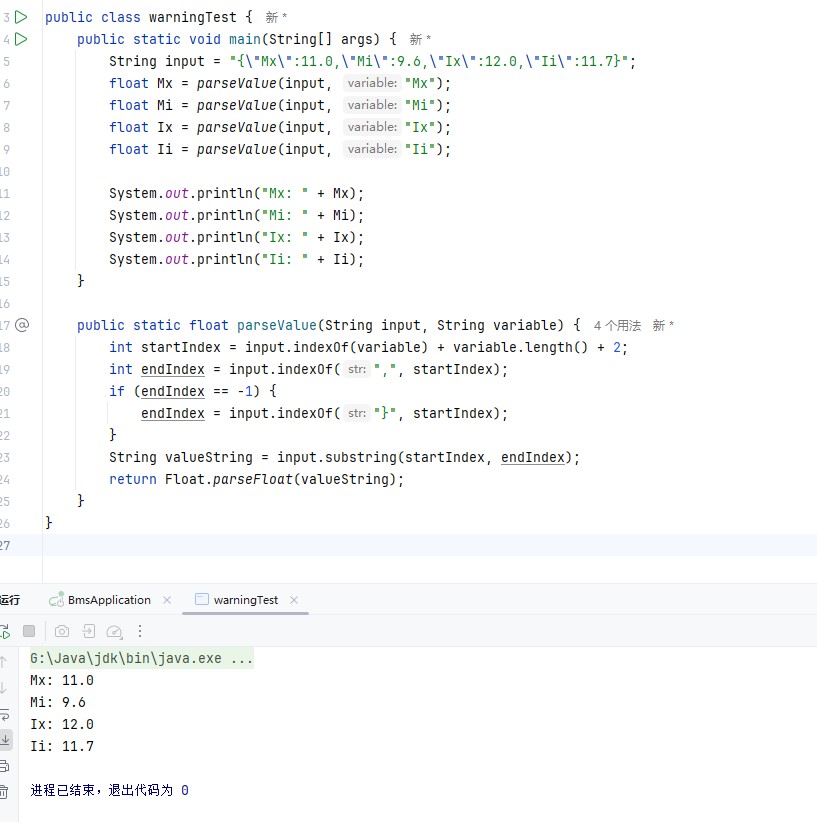 3 public class warningTest { 新 *
4 public static void main(String[] args) { 新 *
5 String input = "{\"Mx\":11.0,\"Mi\":9.6,\"Ix\":12.0,\"Ii\":11.7}";
6 float Mx = parseValue(input, variable: "Mx");
7 float Mi = parseValue(input, variable: "Mi");
8 float Ix = parseValue(input, variable: "Ix");
9 float Ii = parseValue(input, variable: "Ii");
10
11 System.out.println("Mx: " + Mx);
12 System.out.println("Mi: " + Mi);
13 System.out.println("Ix: " + Ix);
14 System.out.println("Ii: " + Ii);
15 }
16
17 @ public static float parseValue(String input, String variable) { 4 个用法 新 *
18 int startIndex = input.indexOf(variable) + variable.length() + 2;
19 int endIndex = input.indexOf( str: ",", startIndex);
20 if (endIndex == -1) {
21 endIndex = input.indexOf( str: "}", startIndex);
22 }
23 String valueString = input.substring(startIndex, endIndex);
24 return Float.parseFloat(valueString);
25 }
26 }
27
运行 BmsApplication × warningTest ×
G:\Java\jdk\bin\java.exe ...
Mx: 11.0
Mi: 9.6
Ix: 12.0
Ii: 11.7
进程已结束，退出代码为 0